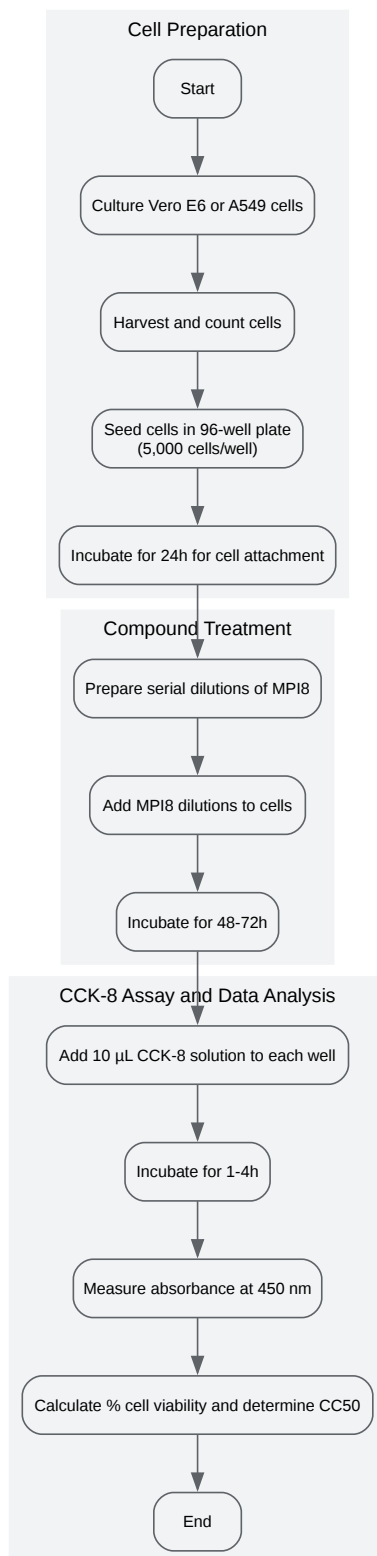 Cell Preparation
Start
Culture Vero E6 or A549 cells
Harvest and count cells
Seed cells in 96-well plate
(5,000 cells/well)
Incubate for 24h for cell attachment
Compound Treatment
Prepare serial dilutions of MPI8
Add MPI8 dilutions to cells
Incubate for 48-72h
CCK-8 Assay and Data Analysis
Add 10 µL CCK-8 solution to each well
Incubate for 1-4h
Measure absorbance at 450 nm
Calculate % cell viability and determine CC50
End